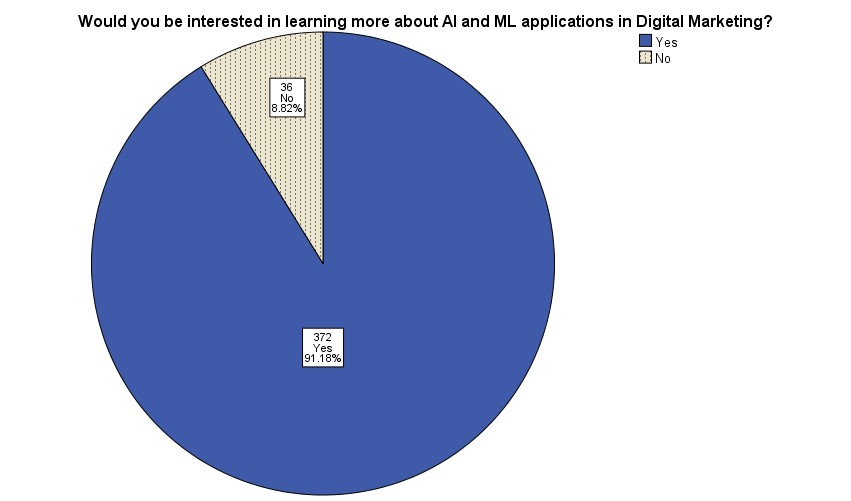 Would you be interested in learning more about AI and ML applications in Digital Marketing?
Yes
No
36
No
8.82%
372
Yes
91.18%